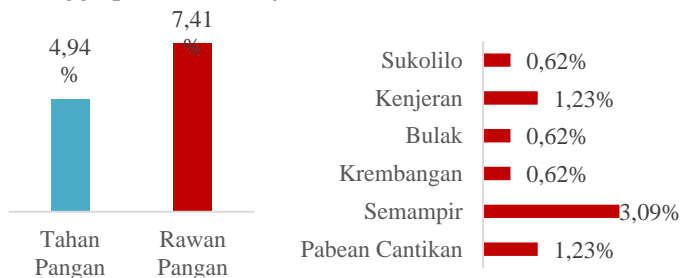 4,94
%
7,41
%
Tahan
Pangan
Rawan
Pangan
Sukolilo 0,62%
Kenjeran 1,23%
Bulak 0,62%
Krembangan 0,62%
Semampir 3,09%
Pabean Cantikan 1,23%